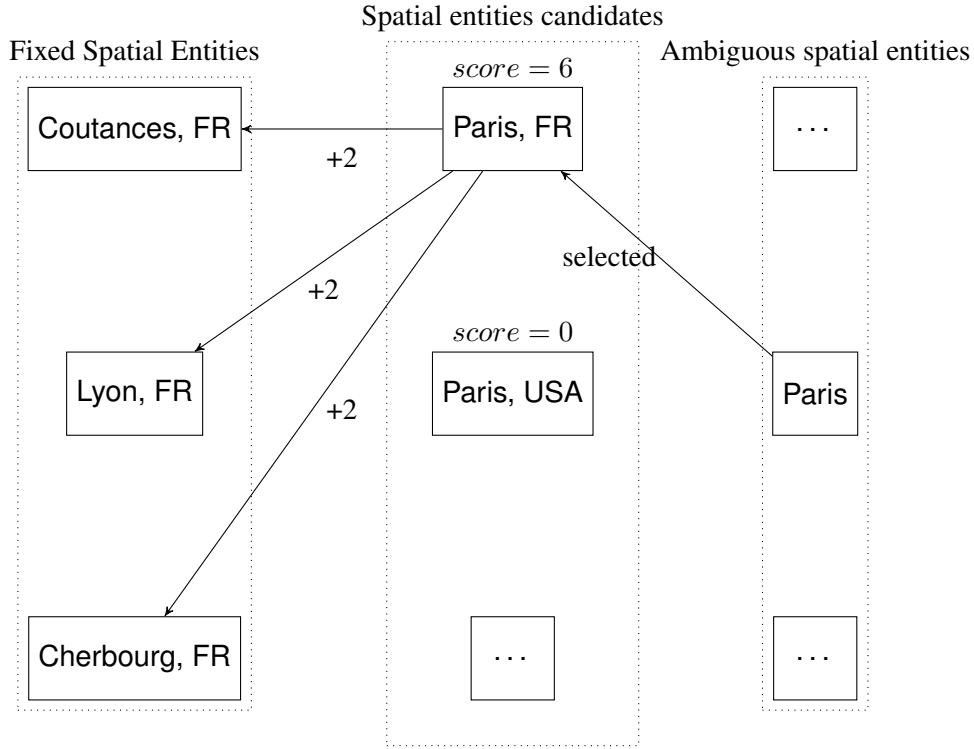 Spatial entities candidates
Fixed Spatial Entities
Ambiguous spatial entities
score = 6
Coutances, FR
Paris, FR
...
+2
selected
+2
score = 0
Lyon, FR
Paris, USA
Paris
+2
Cherbourg, FR
...
...